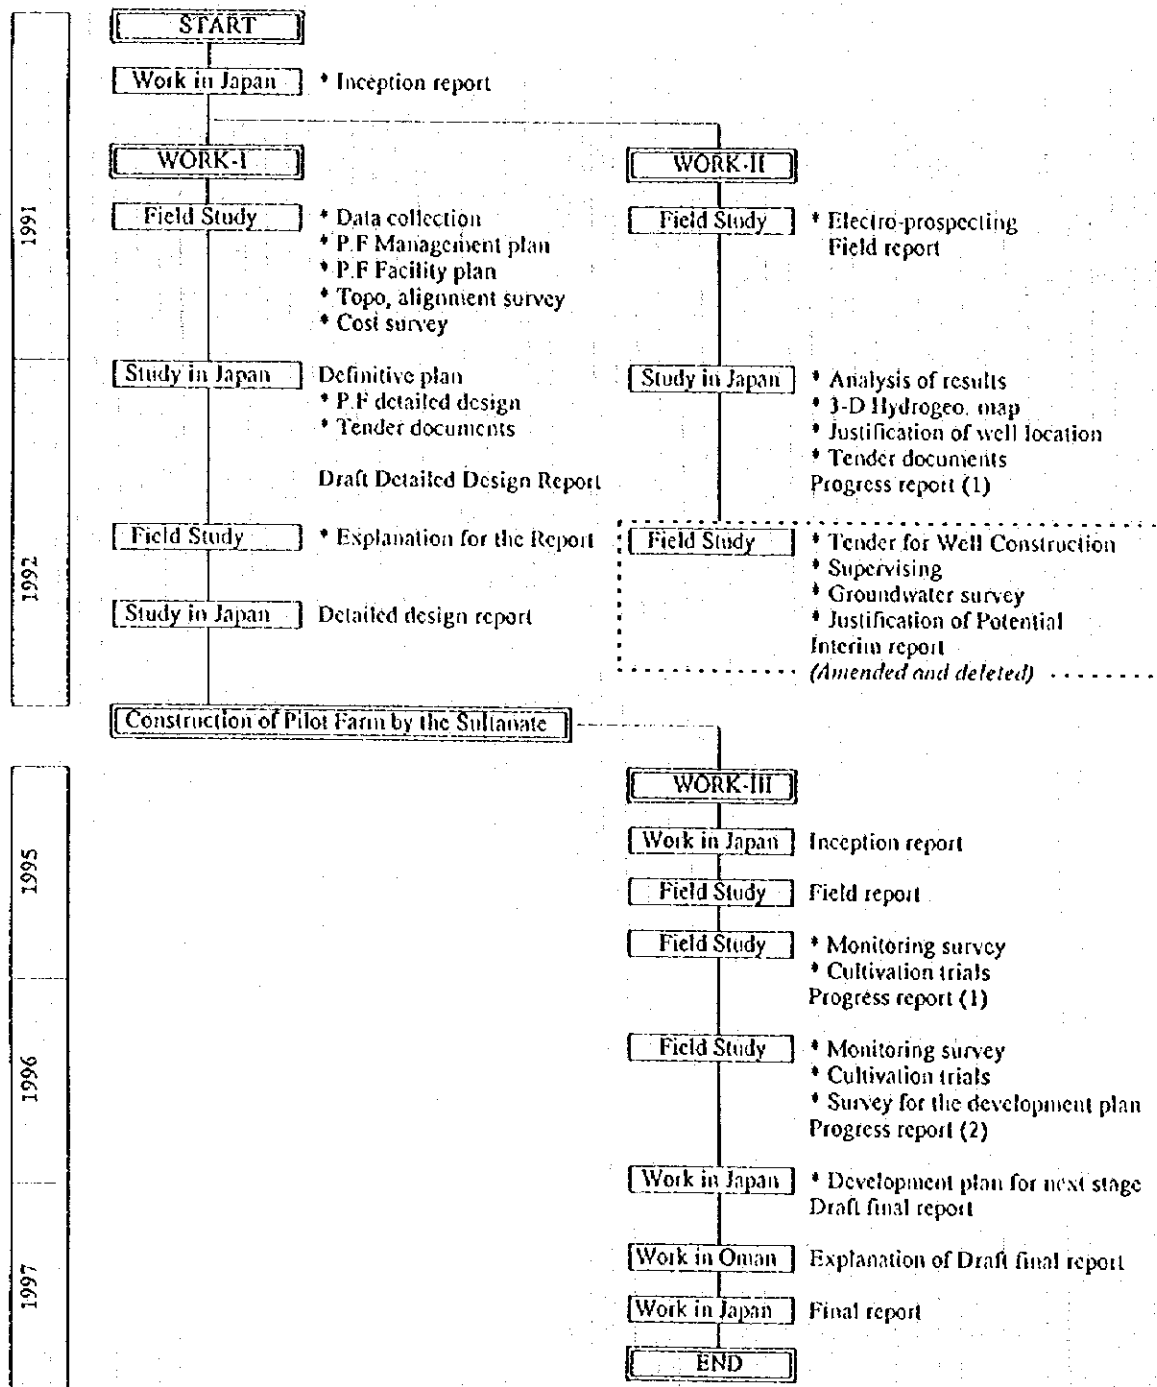 START
Work in Japan * Inception report
WORK-I
WORK-II
1991
Field Study * Data collection
* P.F Management plan
* P.F Facility plan
* Topo, alignment survey
* Cost survey
Field Study * Electro-prospecting
Field report
Study in Japan Definitive plan
* P.F detailed design
* Tender documents
Draft Detailed Design Report
Study in Japan * Analysis of results
* 3-D Hydrogeo. map
* Justification of well location
* Tender documents
Progress report (1)
1992
Field Study * Explanation for the Report
Field Study * Tender for Well Construction
* Supervising
* Groundwater survey
* Justification of Potential
Interim report
(Amended and deleted)
Study in Japan Detailed design report
Construction of Pilot Farm by the Sultanate
WORK-III
1995
Work in Japan Inception report
Field Study Field report
Field Study * Monitoring survey
* Cultivation trials
Progress report (1)
1996
Field Study * Monitoring survey
* Cultivation trials
* Survey for the development plan
Progress report (2)
Work in Japan * Development plan for next stage
Draft final report
1997
Work in Oman Explanation of Draft final report
Work in Japan Final report
END